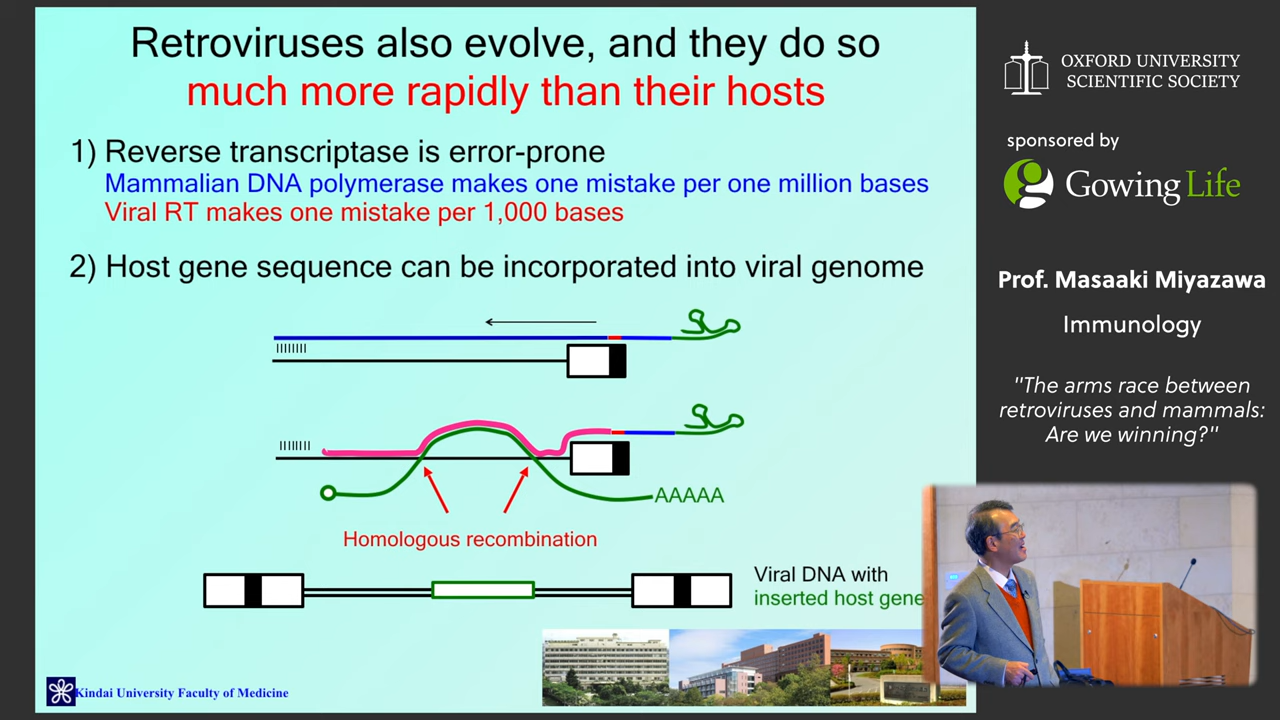 Retroviruses also evolve, and they do so
much more rapidly than their hosts
1) Reverse transcriptase is error-prone
Mammalian DNA polymerase makes one mistake per one million bases
Viral RT makes one mistake per 1,000 bases
2) Host gene sequence can be incorporated into viral genome
AAAAA
Homologous recombination
Viral DNA with
inserted host gene
Kindai University Faculty of Medicine
OXFORD UNIVERSITY
SCIENTIFIC SOCIETY
sponsored by
Gowing Life
Prof. Masaaki Miyazawa
Immunology
"The arms race between
retroviruses and mammals:
Are we winning?"